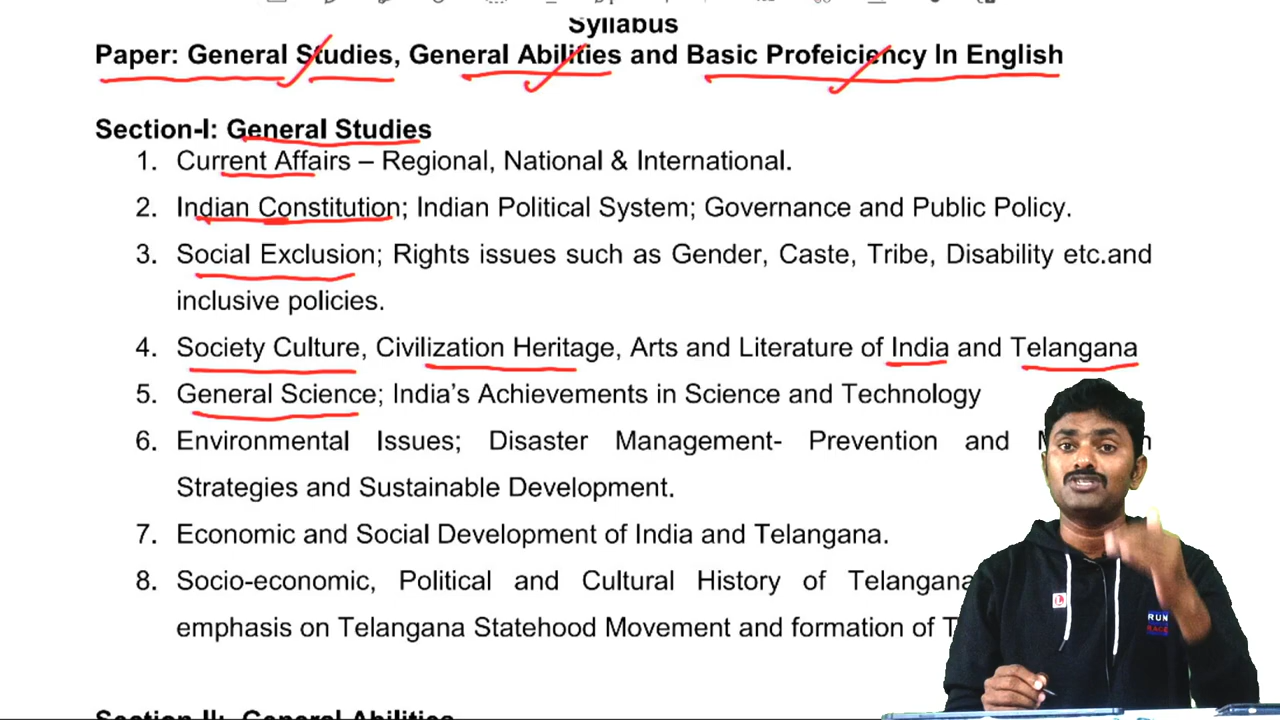 Syllabus
Paper: General Studies, General Abilities and Basic Profeiciency In English
Section-I: General Studies
1. Current Affairs – Regional, National & International.
2. Indian Constitution; Indian Political System; Governance and Public Policy.
3. Social Exclusion; Rights issues such as Gender, Caste, Tribe, Disability etc.and
inclusive policies.
4. Society Culture, Civilization Heritage, Arts and Literature of India and Telangana
5. General Science; India's Achievements in Science and Technology
6. Environmental Issues; Disaster Management- Prevention and
Strategies and Sustainable Development.
7. Economic and Social Development of India and Telangana.
8. Socio-economic, Political and Cultural History of Telangana
emphasis on Telangana Statehood Movement and formation of
RUN
Section-II: General Abilities